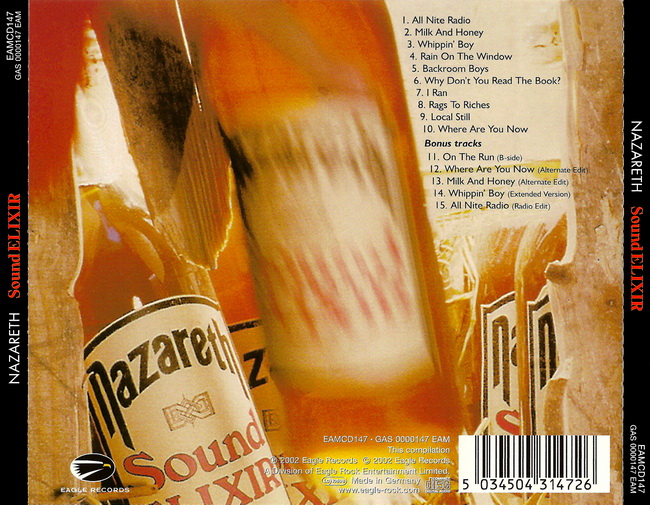 EAMCD147
GAS 0000147 EAM
NAZARETH
Sound ELIXIR
1. All Nite Radio
2. Milk And Honey
3. Whippin' Boy
4. Rain On The Window
5. Backroom Boys
6. Why Don't You Read The Book?
7. I Ran
8. Rags To Riches
9. Local Still
10. Where Are You Now
Bonus tracks
11. On The Run (B-side)
12. Where Are You Now (Alternate Edit)
13. Milk And Honey (Alternate Edit)
14. Whippin' Boy (Extended Version)
15. All Nite Radio (Radio Edit)
NAZARETH
Sound ELIXIR
EAMCD147
GAS 0000147 EAM
Nazareth
Sound
ELIXIR
EAGLE RECORDS
EAMCD147 · GAS 0000147 EAM
This compilation
℗ 2002 Eagle Records © 2002 Eagle Records
A Division of Eagle Rock Entertainment Limited.
Made in Germany
www.eagle-rock.com
5 034504 314726